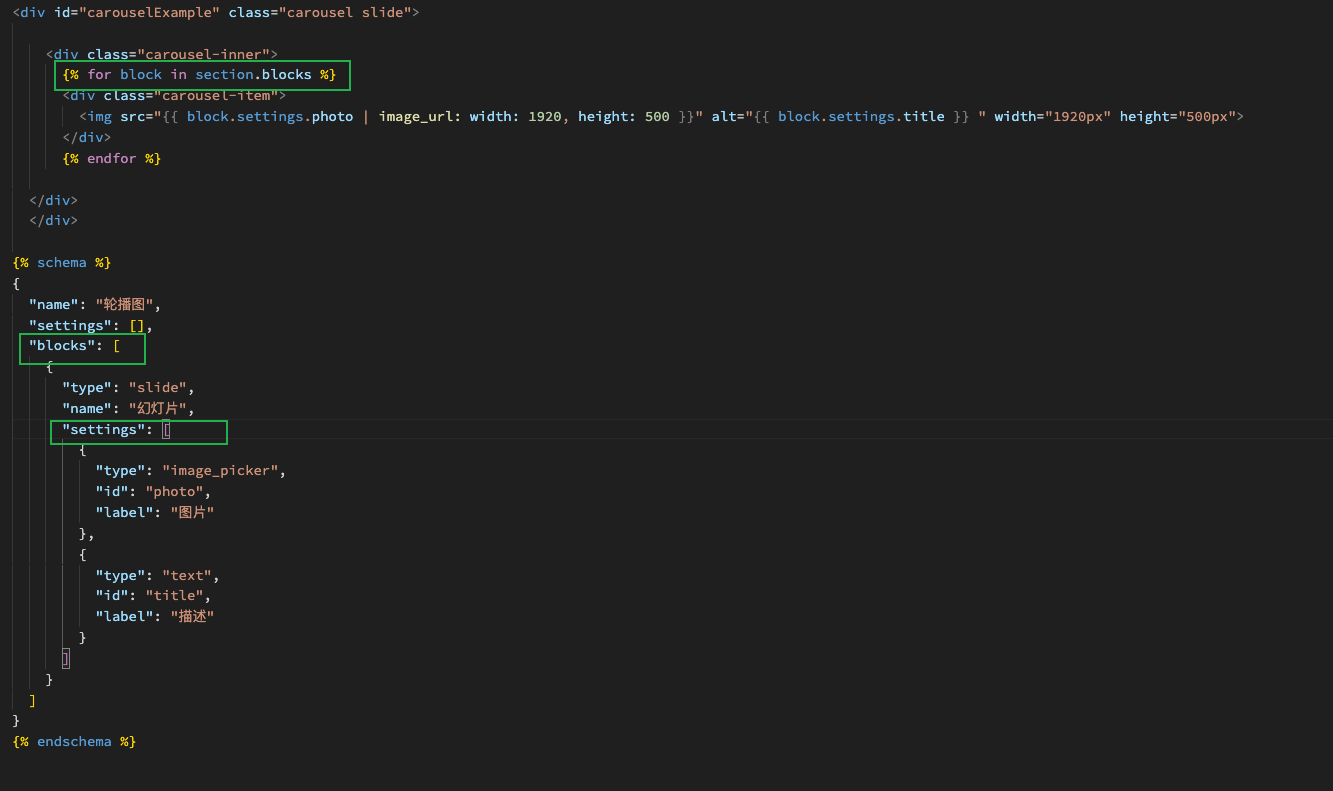 <div id="carouselExample" class="carousel slide">
<div class="carousel-inner">
{% for block in section.blocks %}
<div class="carousel-item">
<img src="{{ block.settings.photo | image_url: width: 1920, height: 500 }}" alt="{{ block.settings.title }} " width="1920px" height="500px">
</div>
{% endfor %}
</div>
</div>
{% schema %}
{
"name": "轮播图",
"settings": [],
"blocks": [
{
"type": "slide",
"name": "幻灯片",
"settings": [
{
"type": "image_picker",
"id": "photo",
"label": "图片"
},
{
"type": "text",
"id": "title",
"label": "描述"
}
]
}
]
}
{% endschema %}